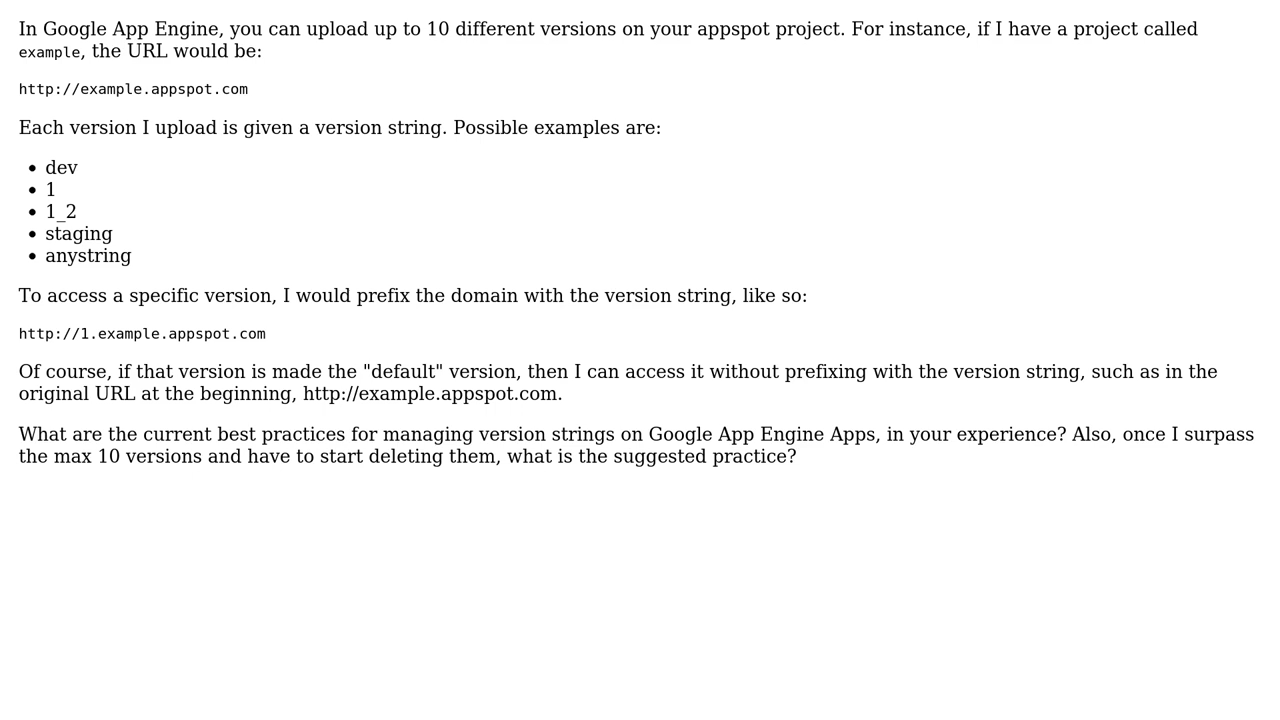 In Google App Engine, you can upload up to 10 different versions on your appspot project. For instance, if I have a project called
example, the URL would be:
http://example.appspot.com
Each version I upload is given a version string. Possible examples are:
• dev
• 1
• 1_2
• staging
• anystring
To access a specific version, I would prefix the domain with the version string, like so:
http://1.example.appspot.com
Of course, if that version is made the "default" version, then I can access it without prefixing with the version string, such as in the
original URL at the beginning, http://example.appspot.com.
What are the current best practices for managing version strings on Google App Engine Apps, in your experience? Also, once I surpass
the max 10 versions and have to start deleting them, what is the suggested practice?